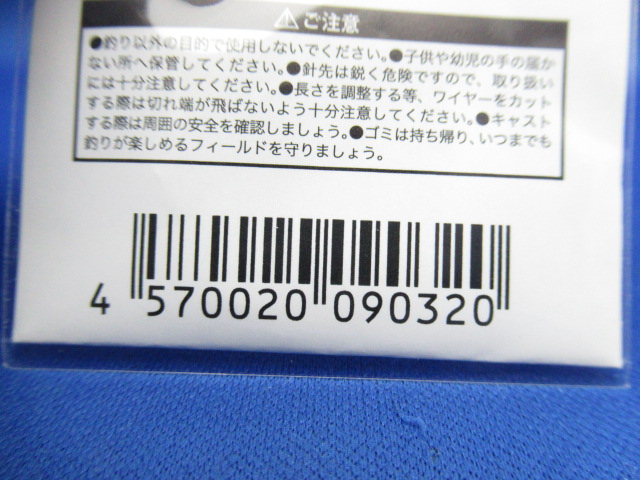 ⚠ご注意
●釣り以外の目的で使用しないでください。●子供や幼児の手の届か
ない所へ保管してください。●針先は鋭く危険ですので、取り扱い
には十分注意してください。●長さを調整する等、ワイヤーをカット
する際は切れ端が飛ばないよう十分注意してください。●キャスト
する際は周囲の安全を確認しましょう。●ゴミは持ち帰り、いつまでも
釣りが楽しめるフィールドを守りましょう。
4 570020 090320